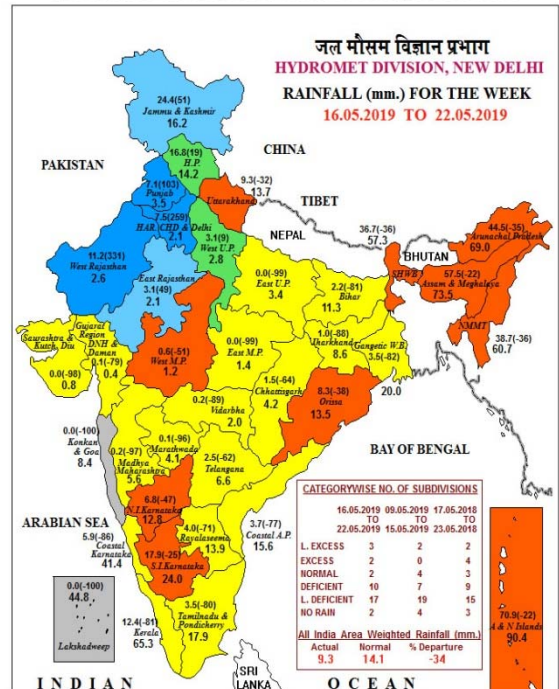 जल मौसम विज्ञान प्रभाग
HYDROMET DIVISION, NEW DELHI
RAINFALL (mm.) FOR THE WEEK
16.05.2019 TO 22.05.2019
24.4(51)
Jammu & Kashmir
16.2
CHINA
PAKISTAN
16.8(19)
H.P.
14.2
7.1(103)
Punjab
3.5
9.3(-32)
13.7
Uttarakhand
TIBET
7.5(259)
HAR. CHD & Delhi
2.1
NEPAL
36.7(-36)
57.3
BHUTAN
44.5(-35)
Arunachal Pradesh
69.0
3.1(9)
West U.P.
2.8
11.2(331)
West Rajasthan
2.6
East Rajasthan
3.1(49)
2.1
0.0(-99)
East U.P.
3.4
2.2(-81)
Bihar
11.3
SHWB
57.5(-22)
Assam & Meghalaya
73.5
NMMT
38.7(-36)
60.7
Saurashtra &
Kutch, Diu
0.0(-98)
0.8
Gujarat
Region
DNH &
Daman
0.1(-79)
0.4
0.6(-51)
West M.P.
1.2
0.0(-99)
East M.P.
1.4
1.0(-88)
Jharkhand
8.6
Gangetic W.B.
3.5(-82)
20.0
1.5(-64)
Chhattisgarh
4.2
8.3(-38)
Orissa
13.5
0.2(-89)
Vidarbha
2.0
0.0(-100)
Konkan
& Goa
8.4
0.2(-97)
Madhya
Maharashtra
5.6
0.1(-96)
Marathwada
4.1
2.5(-62)
Telangana
6.6
BAY OF BENGAL
ARABIAN SEA
6.8(-47)
N.I.Karnataka
12.8
4.0(-71)
Rayalaseema
13.9
3.7(-77)
Coastal A.P.
15.6
5.9(-86)
Coastal
Karnataka
41.4
17.9(-25)
S.I.Karnataka
24.0
0.0(-100)
44.8
Lakshadweep
12.4(-81)
Kerala
65.3
3.5(-80)
Tamilnadu &
Pondicherry
17.9
CATEGORYWISE NO. OF SUBDIVISIONS
16.05.2019 09.05.2019 17.05.2018
TO TO TO
22.05.2019 15.05.2019 23.05.2018
L. EXCESS 3 2 2
EXCESS 2 0 4
NORMAL 2 4 3
DEFICIENT 10 7 9
L. DEFICIENT 17 19 15
NO RAIN 2 4 3
All India Area Weighted Rainfall (mm.)
Actual Normal % Departure
9.3 14.1 -34
70.9(-22)
A & N Islands
90.4
SRI
LANKA
INDIAN OCEAN